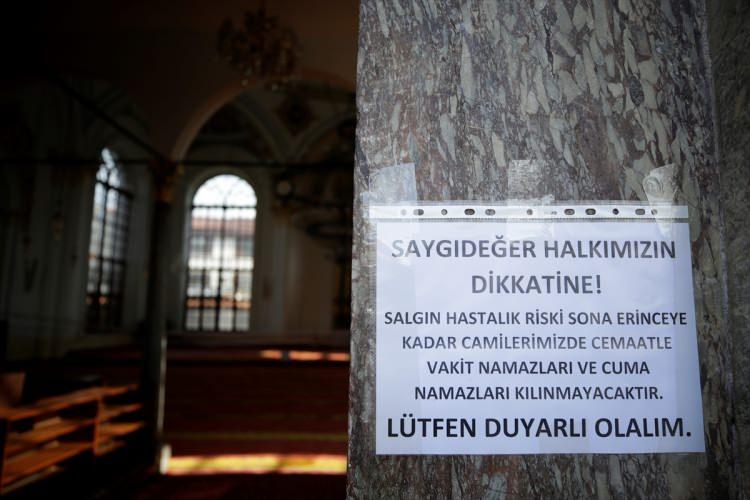 SAYGIDEĞER HALKIMIZIN
DİKKATİNE!
SALGIN HASTALIK RİSKİ SONA ERİNCEYE
KADAR CAMİLERİMİZDE CEMAATLE
VAKİT NAMAZLARI VE CUMA
NAMAZLARI KILINMAYACAKTIR.
LÜTFEN DUYARLI OLALIM.